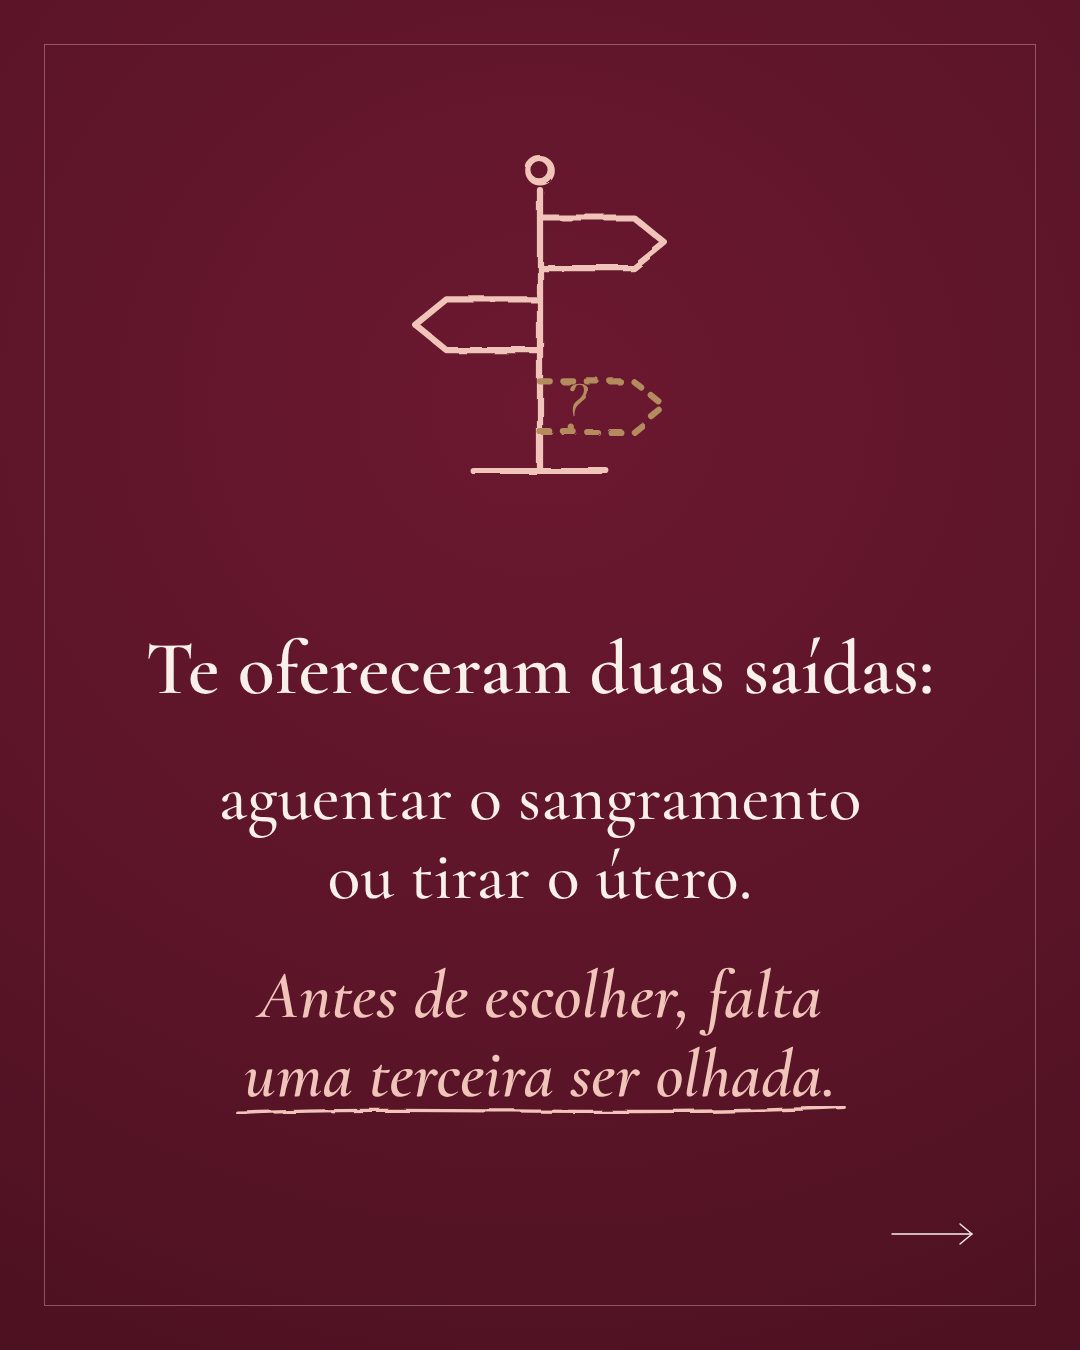 ?
Te ofereceram duas saídas:
aguentar o sangramento
ou tirar o útero.
Antes de escolher, falta
uma terceira ser olhada.